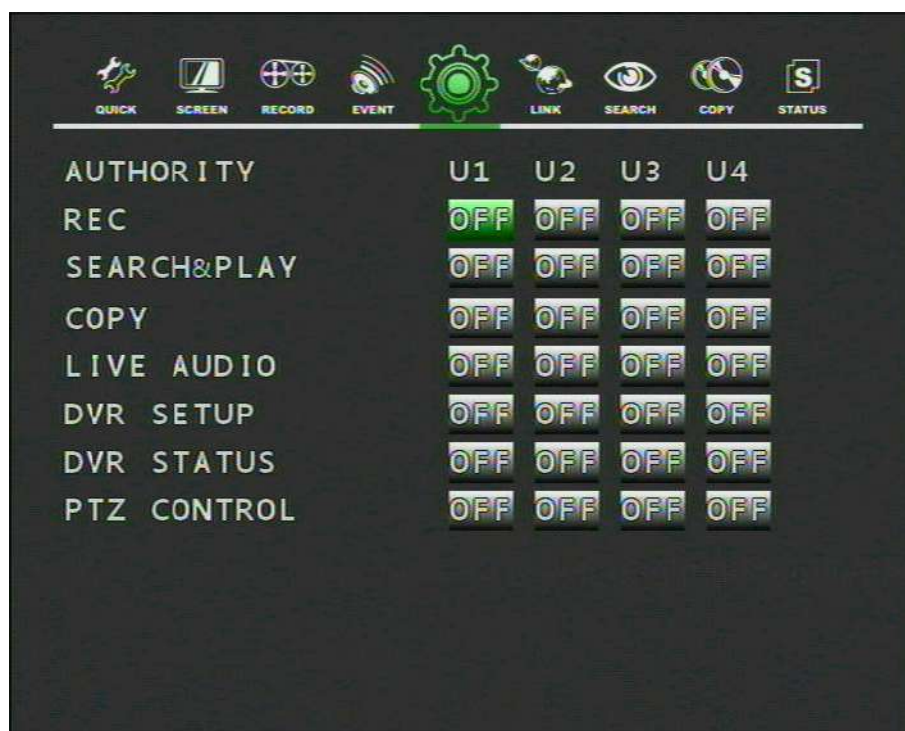 QUICK SCREEN RECORD EVENT LINK SEARCH COPY S STATUS
AUTHORITY U1 U2 U3 U4
REC OFF OFF OFF OFF
SEARCH&PLAY OFF OFF OFF OFF
COPY OFF OFF OFF OFF
LIVE AUDIO OFF OFF OFF OFF
DVR SETUP OFF OFF OFF OFF
DVR STATUS OFF OFF OFF OFF
PTZ CONTROL OFF OFF OFF OFF